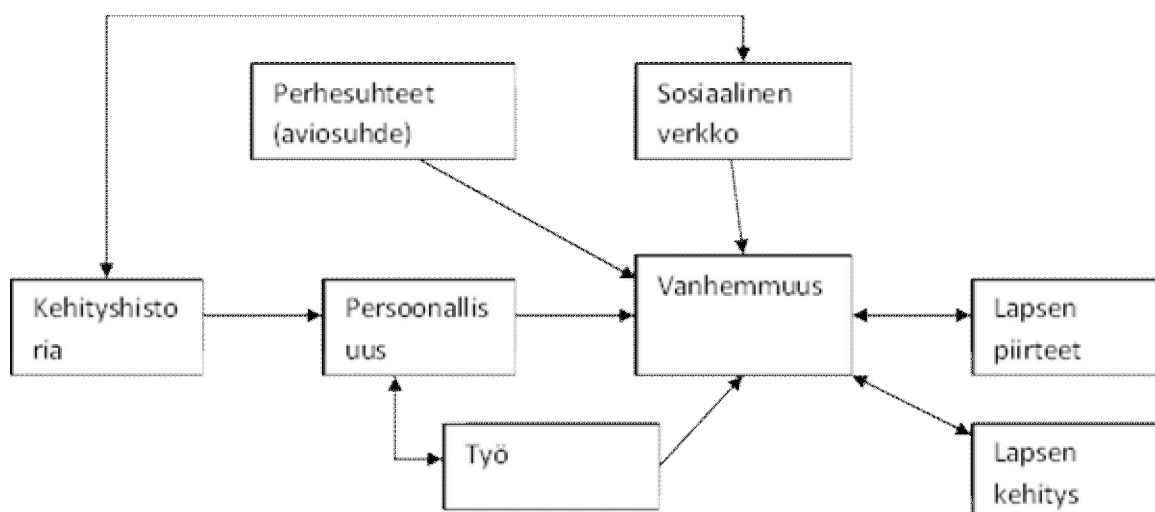 Perhesuhteet
(aviosuhde)
Sosiaalinen
verkko
Kehityshisto
ria
Persoonallis
uus
Vanhemmuus
Lapsen
piirteet
Työ
Lapsen
kehitys